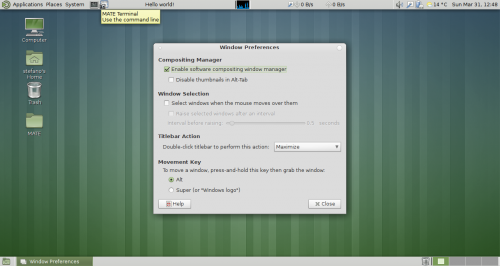 Applications Places System
Hello world!
0 B/s
0 B/s
14 °C
Sun Mar 31, 12:48
MATE Terminal
Use the command line
Computer
stefano's
Home
Trash
MATE
Window Preferences
Compositing Manager
Enable software compositing window manager
Disable thumbnails in Alt-Tab
Window Selection
Select windows when the mouse moves over them
Raise selected windows after an interval
Interval before raising:
0.5
seconds
Titlebar Action
Double-click titlebar to perform this action:
Maximize
Movement Key
To move a window, press-and-hold this key then grab the window:
Alt
Super (or "Windows logo")
Help
Close
Window Preferences